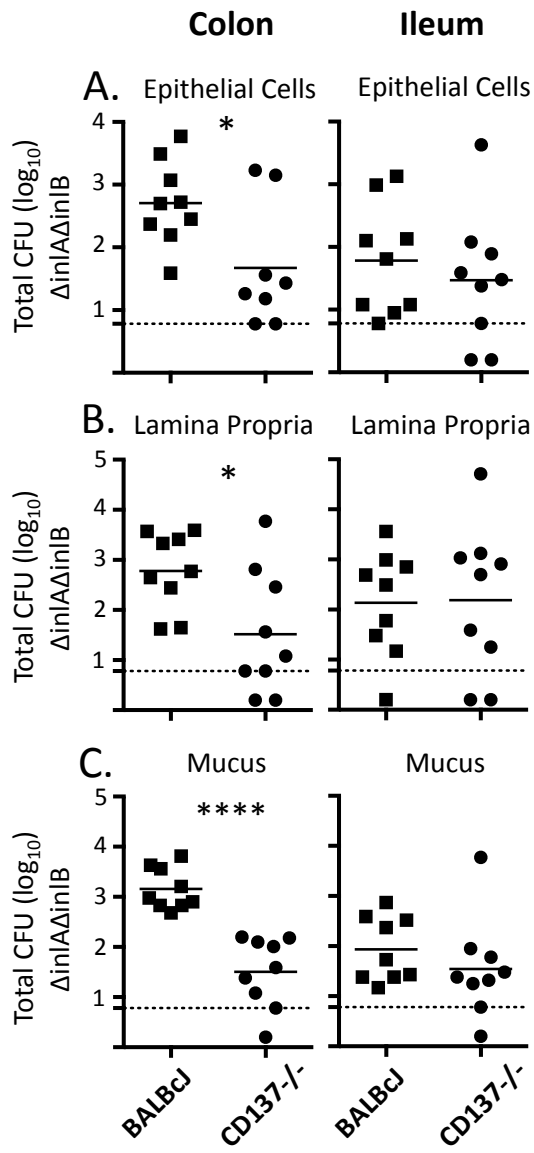 Colon Ileum
A. Epithelial Cells Epithelial Cells
Total CFU (log10)
ΔinlAΔinlB
4
3
2
1
*
B. Lamina Propria Lamina Propria
Total CFU (log10)
ΔinlAΔinlB
5
4
3
2
1
*
C. Mucus Mucus
Total CFU (log10)
ΔinlAΔinlB
5
4
3
2
1
****
BALBcJ CD137-/- BALBcJ CD137-/-